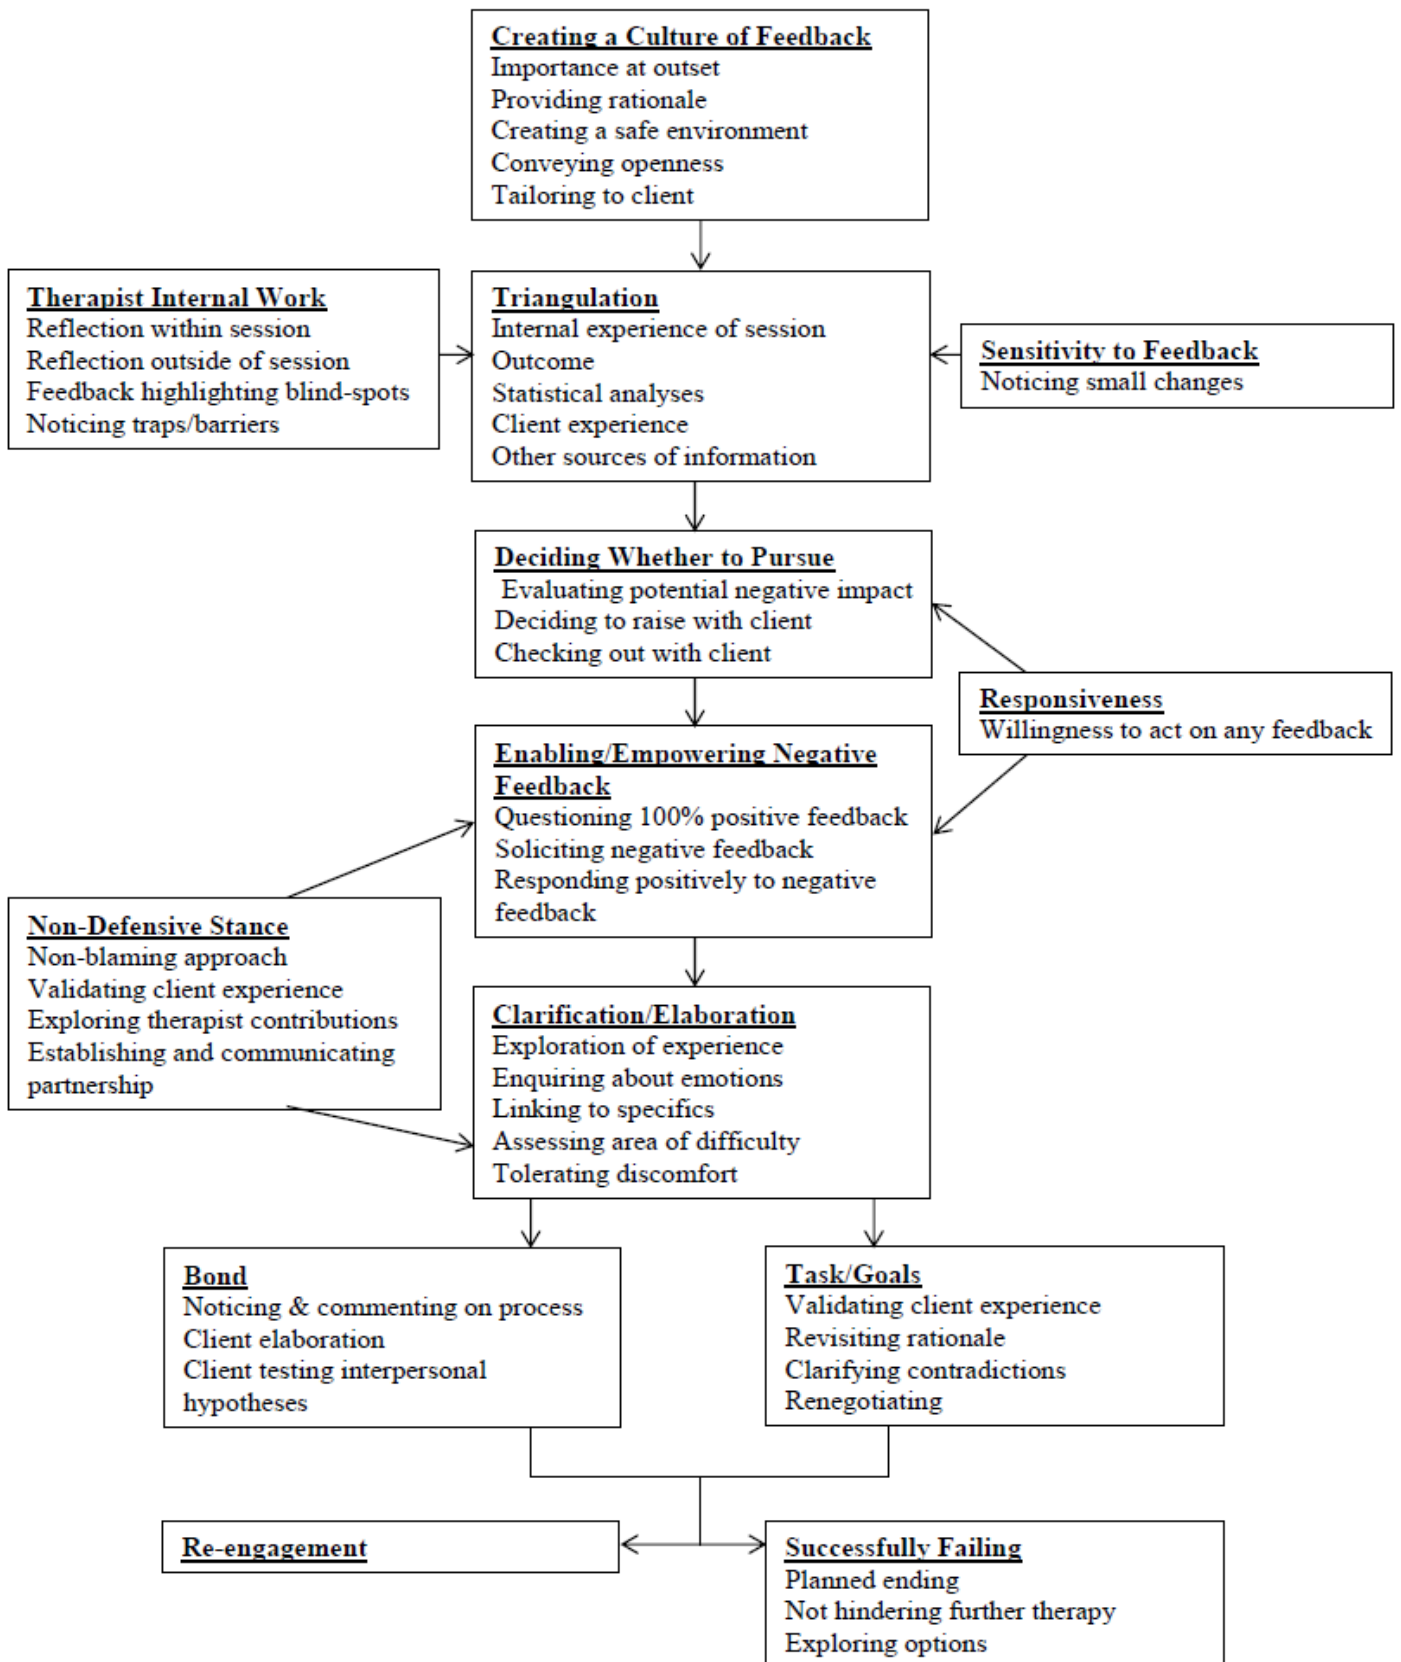 Creating a Culture of Feedback
Importance at outset
Providing rationale
Creating a safe environment
Conveying openness
Tailoring to client
Therapist Internal Work
Reflection within session
Reflection outside of session
Feedback highlighting blind-spots
Noticing traps/barriers
Triangulation
Internal experience of session
Outcome
Statistical analyses
Client experience
Other sources of information
Sensitivity to Feedback
Noticing small changes
Deciding Whether to Pursue
Evaluating potential negative impact
Deciding to raise with client
Checking out with client
Responsiveness
Willingness to act on any feedback
Enabling/Empowering Negative
Feedback
Questioning 100% positive feedback
Soliciting negative feedback
Responding positively to negative
feedback
Non-Defensive Stance
Non-blaming approach
Validating client experience
Exploring therapist contributions
Establishing and communicating
partnership
Clarification/Elaboration
Exploration of experience
Enquiring about emotions
Linking to specifics
Assessing area of difficulty
Tolerating discomfort
Bond
Noticing & commenting on process
Client elaboration
Client testing interpersonal
hypotheses
Task/Goals
Validating client experience
Revisiting rationale
Clarifying contradictions
Renegotiating
Re-engagement
Successfully Failing
Planned ending
Not hindering further therapy
Exploring options